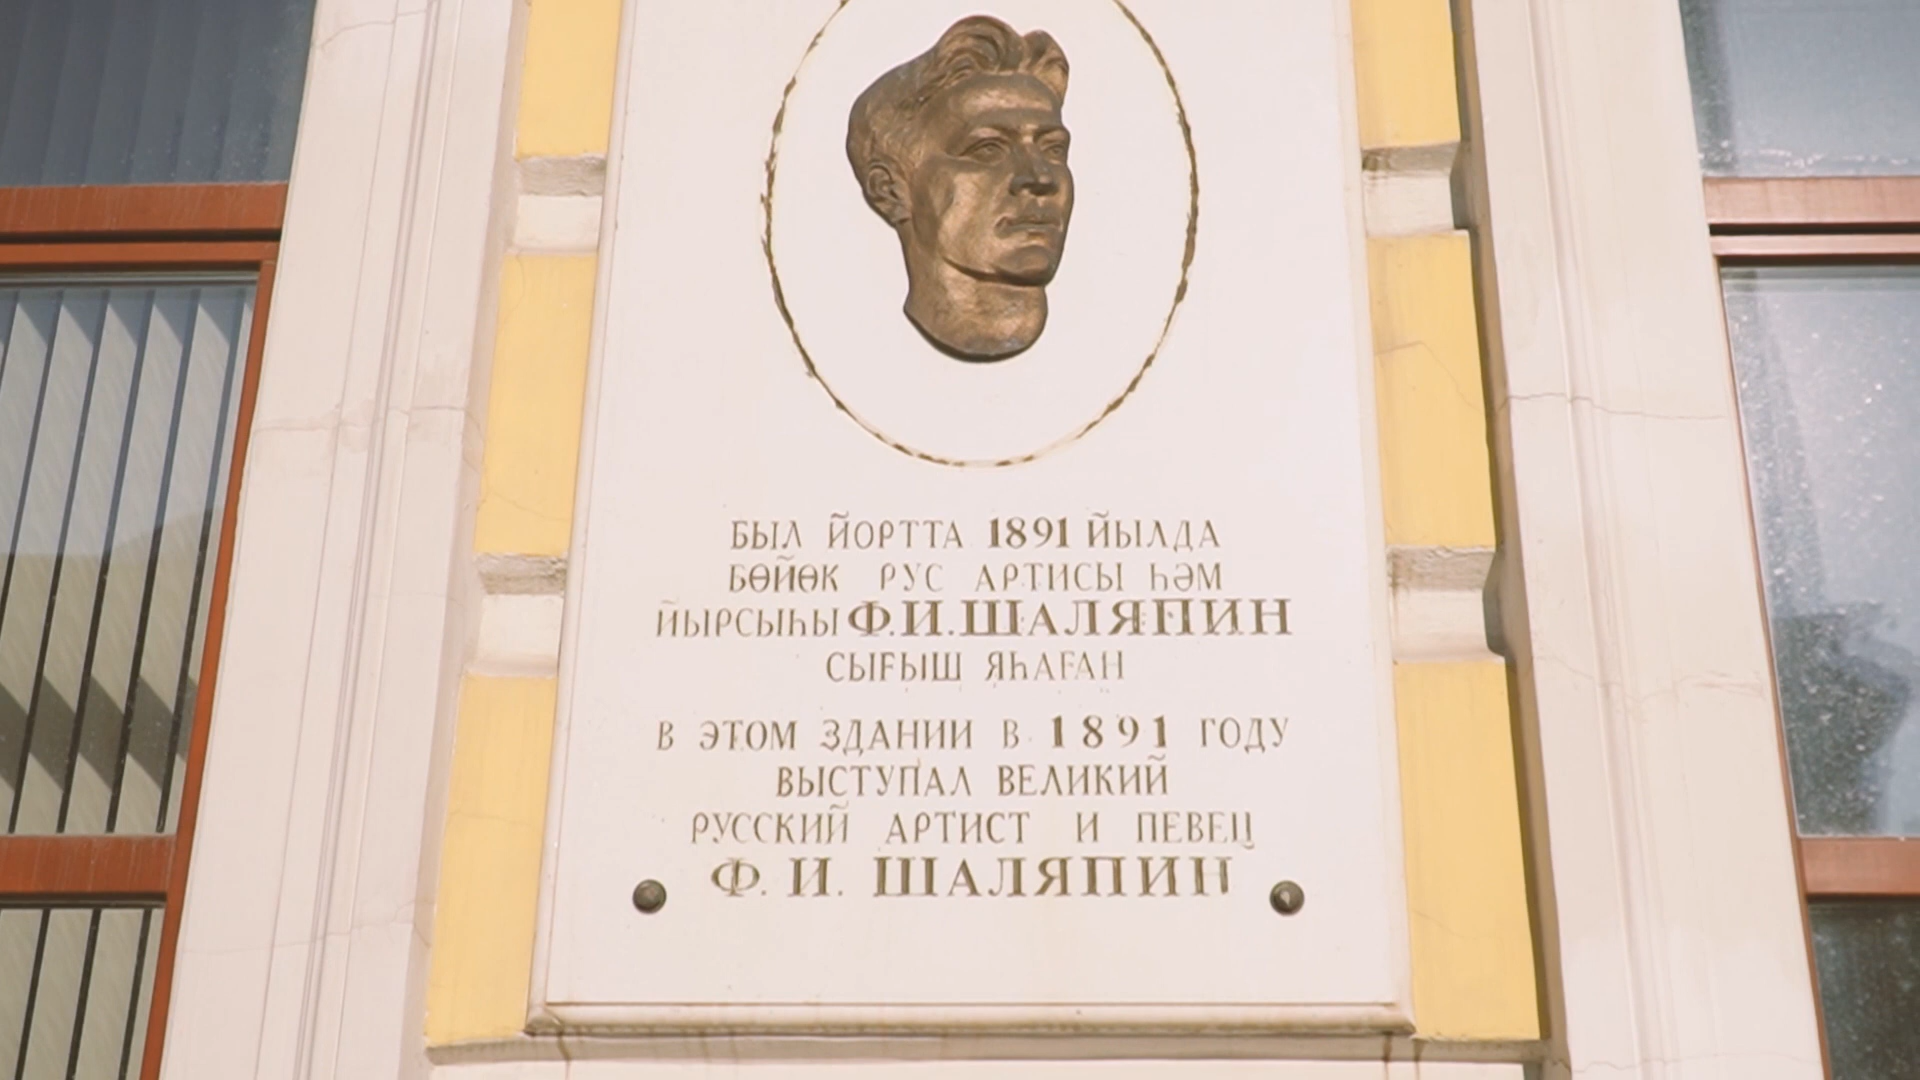 БЫЛ ЙОРТТА 1891 ЙЫЛДА
БӨЙӨК РУС АРТИСЫ ҺӘМ
ЙЫРСЫҺЫ Ф.И.ШАЛЯПИН
СЫҒЫШ ЯҺАҒАН
В ЭТОМ ЗДАНИИ В 1891 ГОДУ
ВЫСТУПАЛ ВЕЛИКИЙ
РУССКИЙ АРТИСТ И ПЕВЕЦ
Ф. И. ШАЛЯПИН